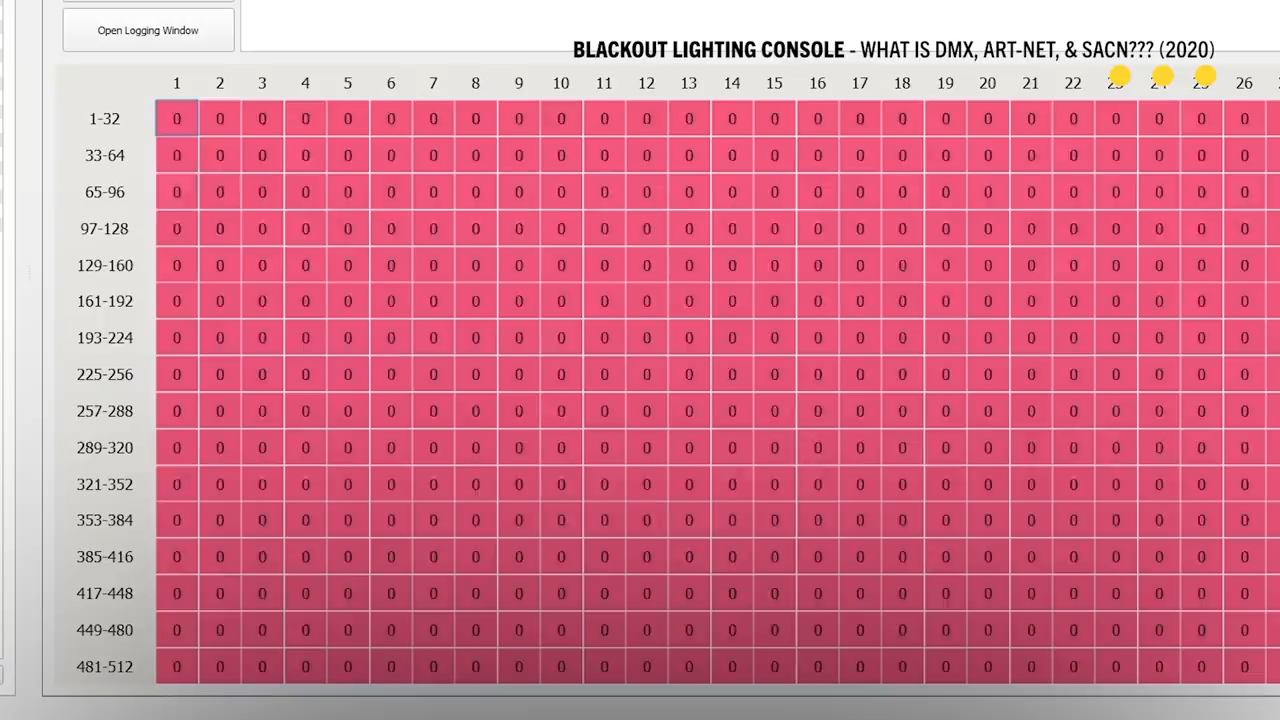 Open Logging Window
BLACKOUT LIGHTING CONSOLE - WHAT IS DMX, ART-NET, & SACN??? (2020)
1 2 3 4 5 6 7 8 9 10 11 12 13 14 15 16 17 18 19 20 21 22 23 24 25 26
1-32 0 0 0 0 0 0 0 0 0 0 0 0 0 0 0 0 0 0 0 0 0 0 0 0 0 0
33-64 0 0 0 0 0 0 0 0 0 0 0 0 0 0 0 0 0 0 0 0 0 0 0 0 0 0
65-96 0 0 0 0 0 0 0 0 0 0 0 0 0 0 0 0 0 0 0 0 0 0 0 0 0 0
97-128 0 0 0 0 0 0 0 0 0 0 0 0 0 0 0 0 0 0 0 0 0 0 0 0 0 0
129-160 0 0 0 0 0 0 0 0 0 0 0 0 0 0 0 0 0 0 0 0 0 0 0 0 0 0
161-192 0 0 0 0 0 0 0 0 0 0 0 0 0 0 0 0 0 0 0 0 0 0 0 0 0 0
193-224 0 0 0 0 0 0 0 0 0 0 0 0 0 0 0 0 0 0 0 0 0 0 0 0 0 0
225-256 0 0 0 0 0 0 0 0 0 0 0 0 0 0 0 0 0 0 0 0 0 0 0 0 0 0
257-288 0 0 0 0 0 0 0 0 0 0 0 0 0 0 0 0 0 0 0 0 0 0 0 0 0 0
289-320 0 0 0 0 0 0 0 0 0 0 0 0 0 0 0 0 0 0 0 0 0 0 0 0 0 0
321-352 0 0 0 0 0 0 0 0 0 0 0 0 0 0 0 0 0 0 0 0 0 0 0 0 0 0
353-384 0 0 0 0 0 0 0 0 0 0 0 0 0 0 0 0 0 0 0 0 0 0 0 0 0 0
385-416 0 0 0 0 0 0 0 0 0 0 0 0 0 0 0 0 0 0 0 0 0 0 0 0 0 0
417-448 0 0 0 0 0 0 0 0 0 0 0 0 0 0 0 0 0 0 0 0 0 0 0 0 0 0
449-480 0 0 0 0 0 0 0 0 0 0 0 0 0 0 0 0 0 0 0 0 0 0 0 0 0 0
481-512 0 0 0 0 0 0 0 0 0 0 0 0 0 0 0 0 0 0 0 0 0 0 0 0 0 0